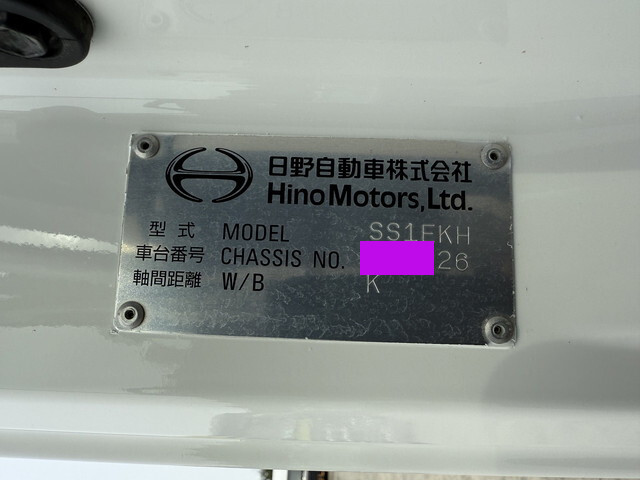 日野自動車株式会社
Hino Motors, Ltd.
型式 MODEL SS1EKH
車台番号 CHASSIS NO. 26
軸間距離 W/B K